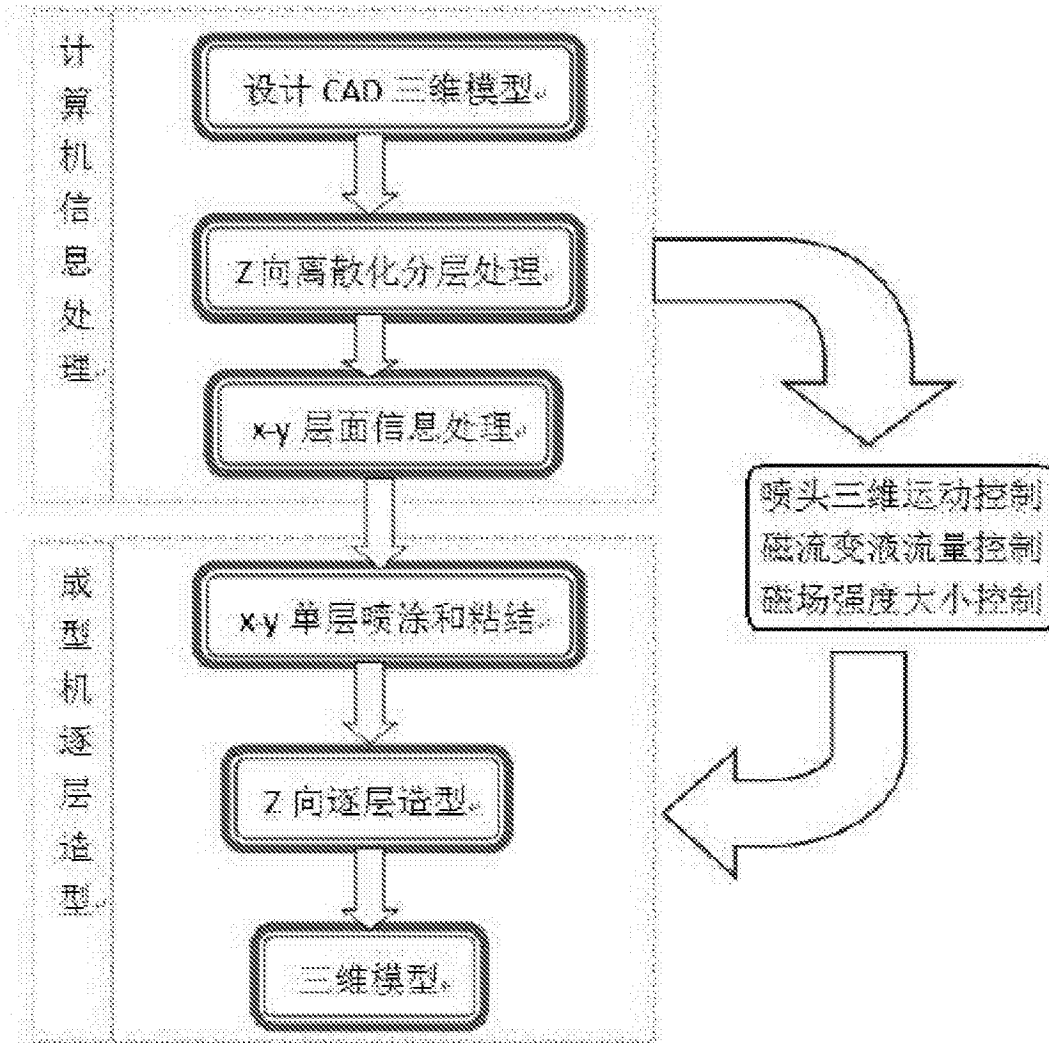 计算机信息处理
设计 CAD 三维模型
Z 向离散化分层处理
x-y 层面信息处理
喷头三维运动控制
磁流变液流量控制
磁场强度大小控制
成型机逐层造型
x-y 单层喷涂和粘结
Z 向逐层造型
三维模型